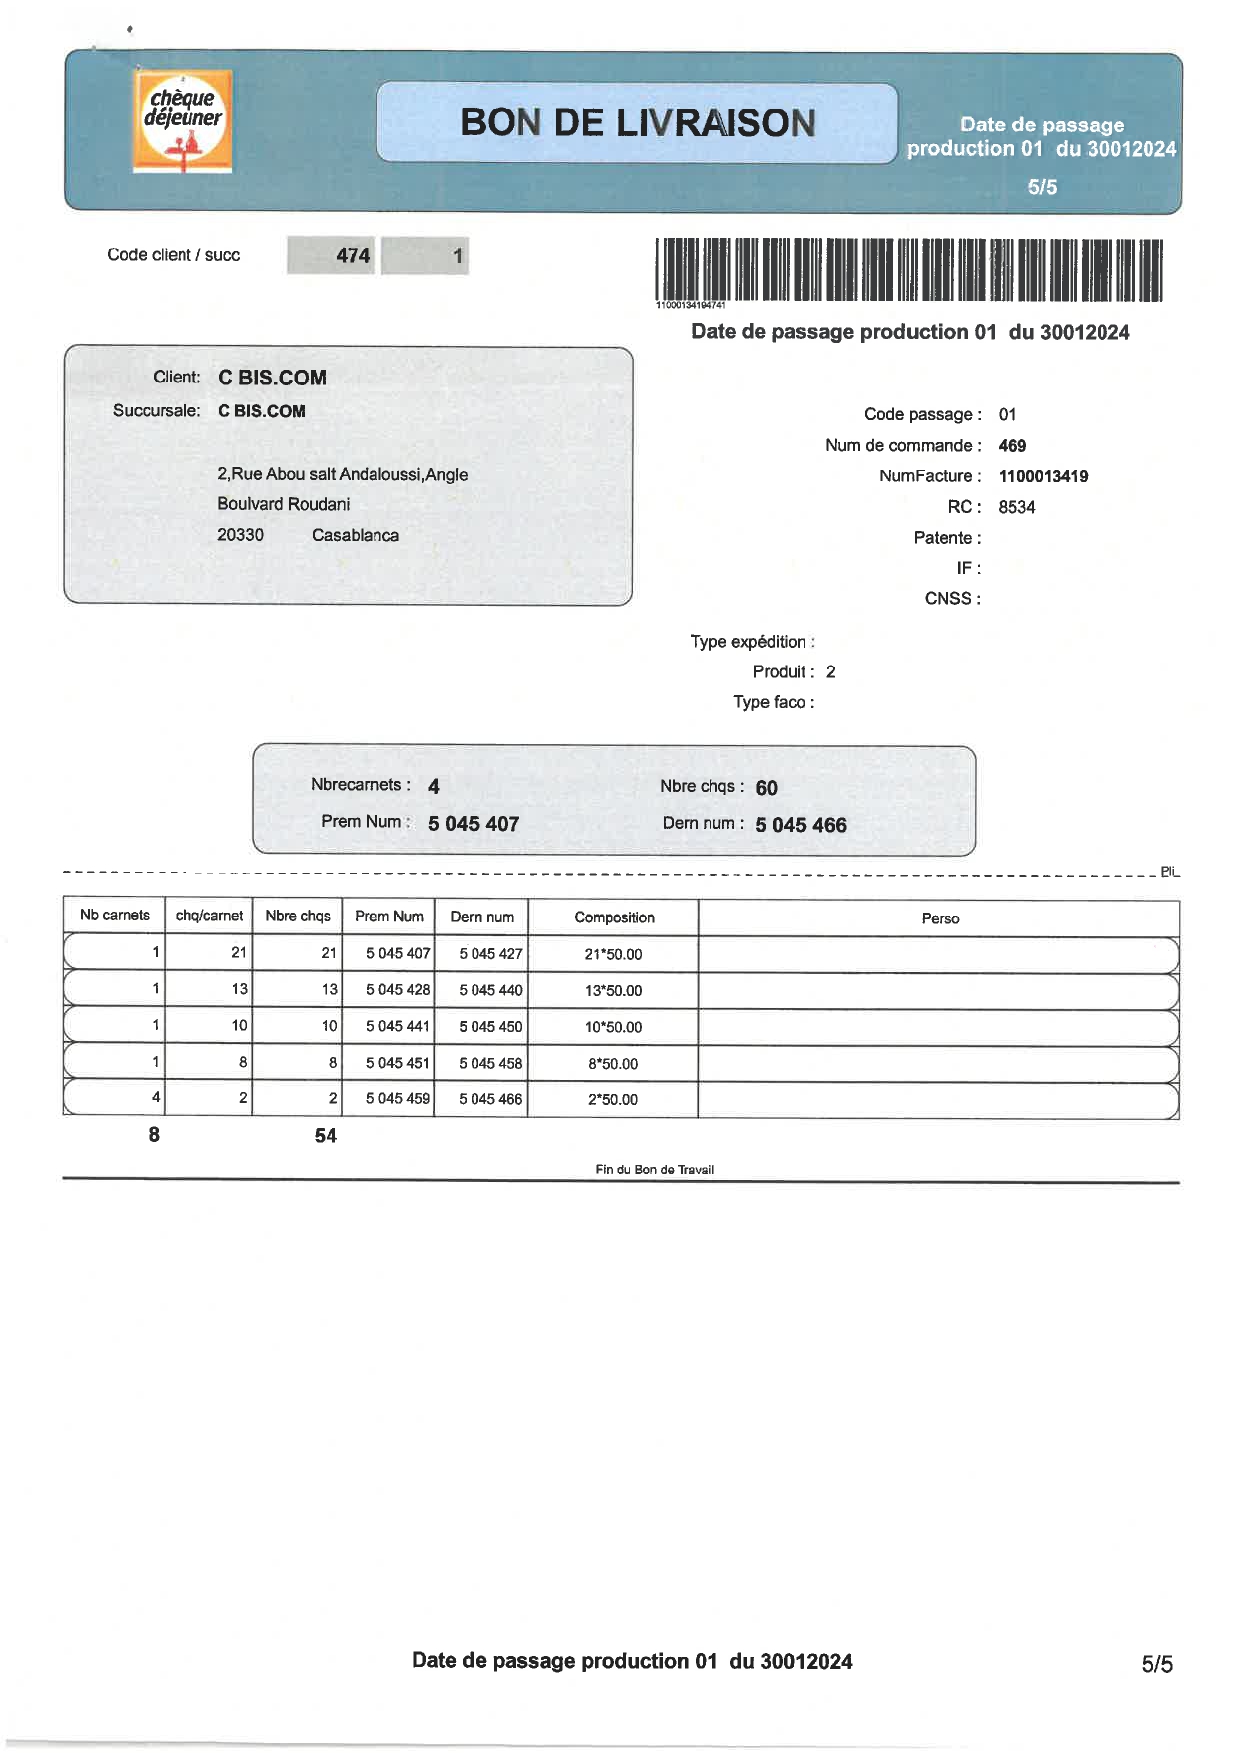 chèque
déjeuner
BON DE LIVRAISON
Date de passage
production 01 du 30012024
5/5
Code client / succ 474 1
11000134194741
Date de passage production 01 du 30012024
Client: C BIS.COM
Succursale: C BIS.COM
2,Rue Abou salt Andaloussi,Angle
Boulvard Roudani
20330 Casablanca
Code passage : 01
Num de commande : 469
NumFacture : 1100013419
RC : 8534
Patente :
IF :
CNSS :
Type expédition :
Produit : 2
Type faco :
Nbrecarnets : 4 Nbre chqs : 60
Prem Num : 5 045 407 Dern num : 5 045 466
Pli
Nb carnets chq/carnet Nbre chqs Prem Num Dern num Composition Perso
1 21 21 5 045 407 5 045 427 21*50.00
1 13 13 5 045 428 5 045 440 13*50.00
1 10 10 5 045 441 5 045 450 10*50.00
1 8 8 5 045 451 5 045 458 8*50.00
4 2 2 5 045 459 5 045 466 2*50.00
8 54
Fin du Bon de Travail
Date de passage production 01 du 30012024 5/5